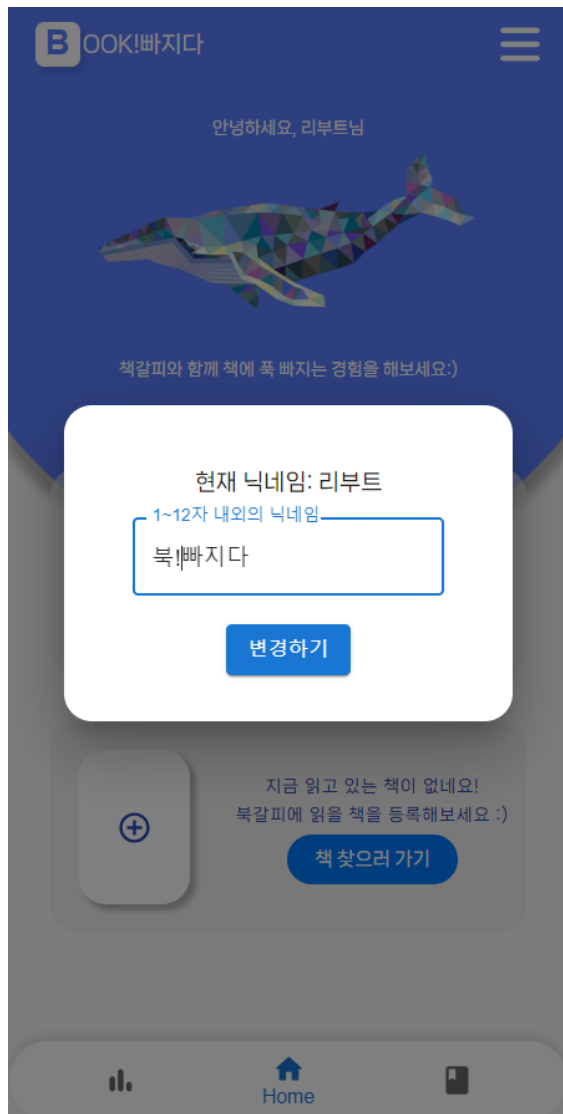 BOOK!빠지다
안녕하세요, 리부트님
책갈피와 함께 책에 푹 빠지는 경험을 해보세요:)
현재 닉네임: 리부트
1~12자 내외의 닉네임
북!빠지다
변경하기
지금 읽고 있는 책이 없네요!
북갈피에 읽을 책을 등록해보세요 :)
책 찾으러 가기
Home